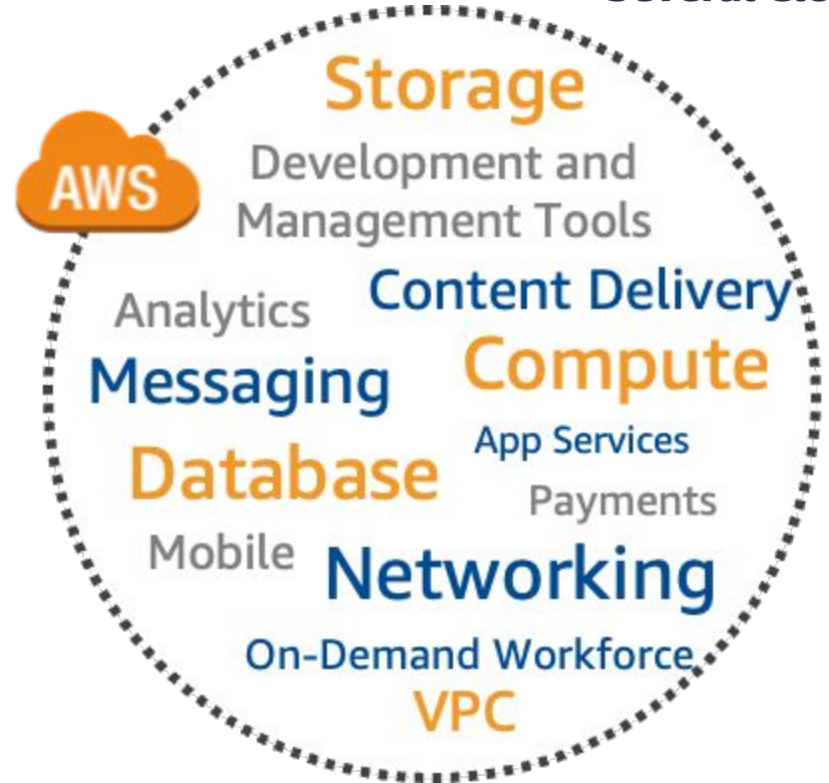 Storage
AWS
Development and
Management Tools
Content Delivery
Analytics
Compute
Messaging
App Services
Database
Payments
Mobile
Networking
On-Demand Workforce
VPC